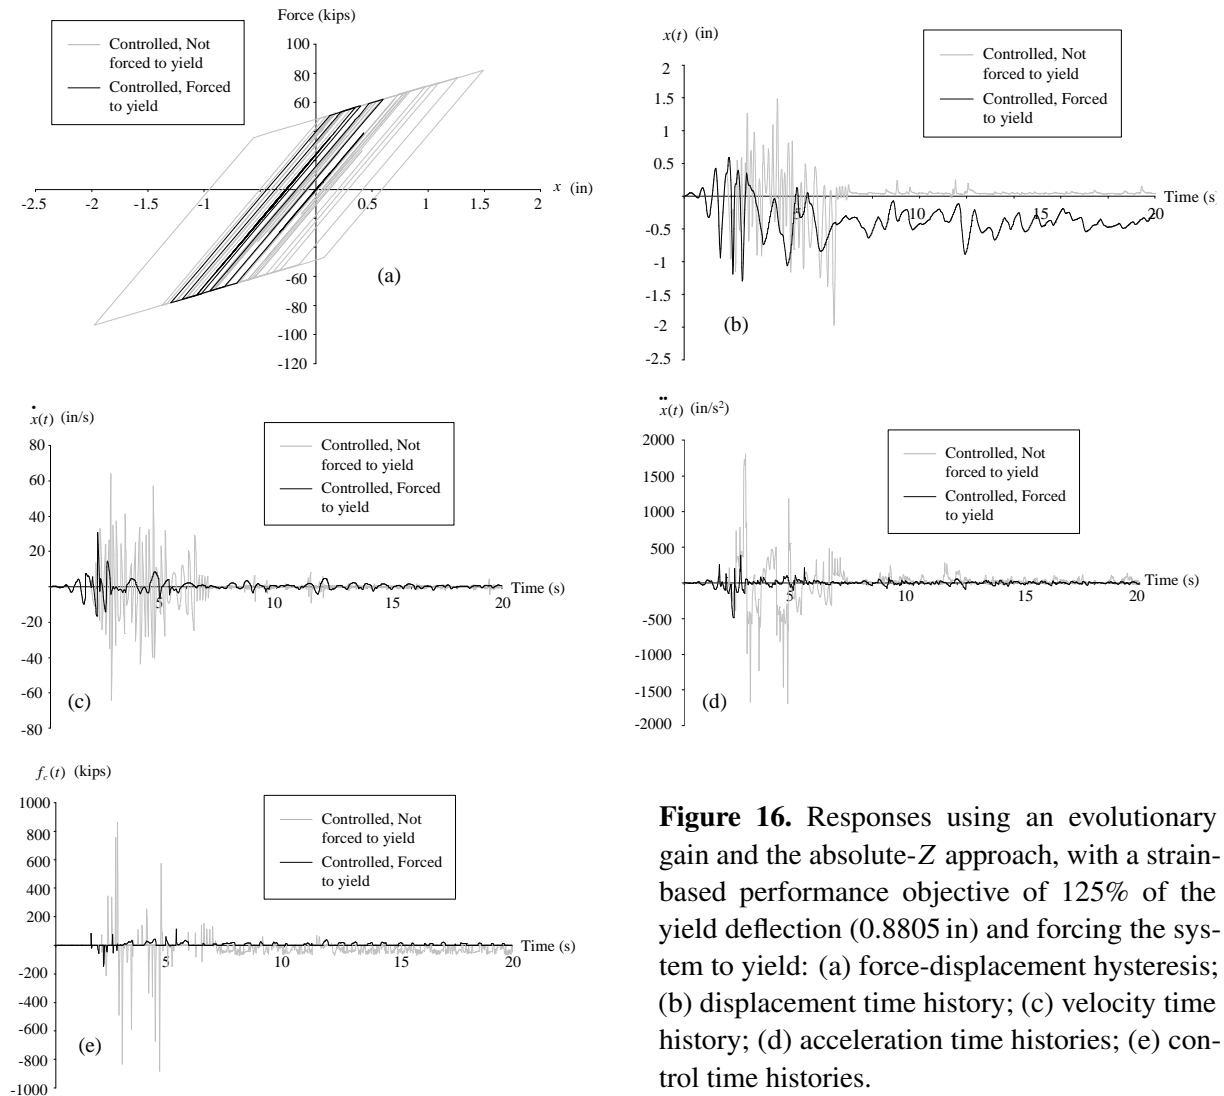 Force (kips)
Controlled, Not
forced to yield
Controlled, Forced
to yield
100
80
60
-2.5
-2
-1.5
-1
0.5
1
1.5
2
x (in)
-60
-80
-100
-120
(a)
x(t) (in)
Controlled, Not
forced to yield
Controlled, Forced
to yield
2
1.5
1
0.5
0
-0.5
-1
-1.5
-2
-2.5
5
10
15
20
Time (s)
(b)
ẋ(t) (in/s)
Controlled, Not
forced to yield
Controlled, Forced
to yield
80
60
40
20
0
-20
-40
-60
-80
5
10
15
20
Time (s)
(c)
ẍ(t) (in/s²)
Controlled, Not
forced to yield
Controlled, Forced
to yield
2000
1500
1000
500
0
-500
-1000
-1500
-2000
5
10
15
20
Time (s)
(d)
f_c(t) (kips)
Controlled, Not
forced to yield
Controlled, Forced
to yield
1000
800
600
400
200
0
-200
-400
-600
-800
-1000
5
10
15
20
Time (s)
(e)
Figure 16. Responses using an evolutionary
gain and the absolute-Z approach, with a strain-
based performance objective of 125% of the
yield deflection (0.8805 in) and forcing the sys-
tem to yield: (a) force-displacement hysteresis;
(b) displacement time history; (c) velocity time
history; (d) acceleration time histories; (e) con-
trol time histories.